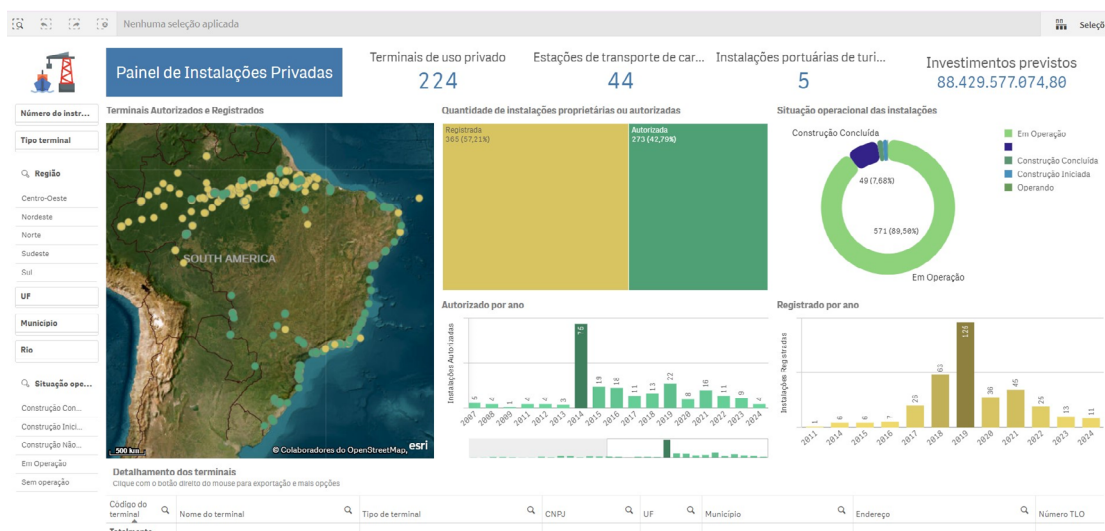 Nenhuma seleção aplicada
Seleçõ
Painel de Instalações Privadas
Terminais de uso privado
224
Estações de transporte de car...
44
Instalações portuárias de turi...
5
Investimentos previstos
88.429.577.074,80
Número do instr...
Tipo terminal
Região
Centro-Oeste
Nordeste
Norte
Sudeste
Sul
UF
Município
Rio
Situação ope...
Construção Con...
Construção Inici...
Construção Não...
Em Operação
Sem operação
Terminais Autorizados e Registrados
SOUTH AMERICA
500 km
© Colaboradores do OpenStreetMap,
esri
Quantidade de instalações proprietárias ou autorizadas
Registrada
365 (57,21%)
Autorizada
273 (42,79%)
Situação operacional das instalações
Construção Concluída
49 (7,68%)
571 (89,50%)
Em Operação
Em Operação
Construção Concluída
Construção Iniciada
Operando
Autorizado por ano
Instalações Autorizadas
1
3
19
11
22
8
16
11
9
2007 2008 2009 2011 2012 2013 2014 2015 2016 2017 2018 2019 2020 2021 2022 2023 2024
Registrado por ano
Instalações Registradas
1
6
6
25
63
126
36
45
25
13
11
2011 2014 2015 2016 2017 2018 2019 2020 2021 2022 2023 2024
Detalhamento dos terminais
Clique com o botão direito do mouse para exportação e mais opções
Código do terminal
Nome do terminal
Tipo de terminal
CNPJ
UF
Município
Endereço
Número TLO